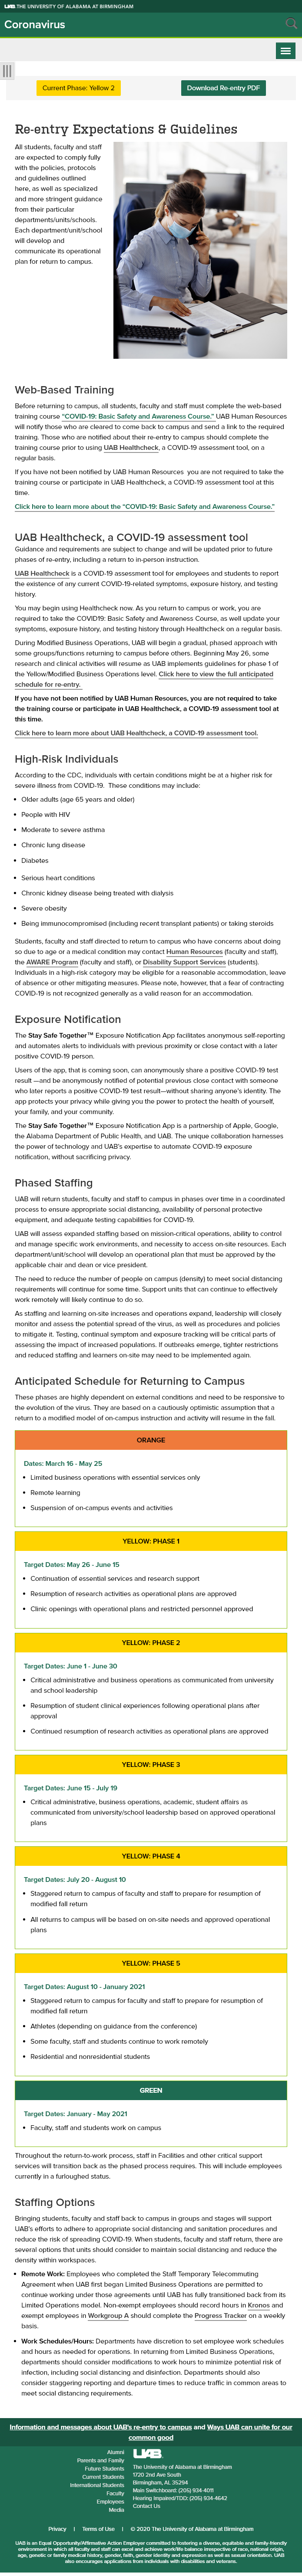 UAB THE UNIVERSITY OF ALABAMA AT BIRMINGHAM
Coronavirus
Current Phase: Yellow 2
Download Re-entry PDF
Re-entry Expectations & Guidelines
All students, faculty and staff
are expected to comply fully
with the policies, protocols
and guidelines outlined
here, as well as specialized
and more stringent guidance
from their particular
departments/units/schools.
Each department/unit/school
will develop and
communicate its operational
plan for return to campus.
Web-Based Training
Before returning to campus, all students, faculty and staff must complete the web-based
training course “COVID-19: Basic Safety and Awareness Course.” UAB Human Resources
will notify those who are cleared to come back to campus and send a link to the required
training. Those who are notified about their re-entry to campus should complete the
training course prior to using UAB Healthcheck, a COVID-19 assessment tool, on a
regular basis.
If you have not been notified by UAB Human Resources you are not required to take the
training course or participate in UAB Healthcheck, a COVID-19 assessment tool at this
time.
Click here to learn more about the “COVID-19: Basic Safety and Awareness Course.”
UAB Healthcheck, a COVID-19 assessment tool
Guidance and requirements are subject to change and will be updated prior to future
phases of re-entry, including a return to in-person instruction.
UAB Healthcheck is a COVID-19 assessment tool for employees and students to report
the existence of any current COVID-19-related symptoms, exposure history, and testing
history.
You may begin using Healthcheck now. As you return to campus or work, you are
required to take the COVID19: Basic Safety and Awareness Course, as well update your
symptoms, exposure history, and testing history through Healthcheck on a regular basis.
During Modified Business Operations, UAB will begin a gradual, phased approach with
some groups/functions returning to campus before others. Beginning May 26, some
research and clinical activities will resume as UAB implements guidelines for phase 1 of
the Yellow/Modified Business Operations level. Click here to view the full anticipated
schedule for re-entry.
If you have not been notified by UAB Human Resources, you are not required to take
the training course or participate in UAB Healthcheck, a COVID-19 assessment tool at
this time.
Click here to learn more about UAB Healthcheck, a COVID-19 assessment tool.
High-Risk Individuals
According to the CDC, individuals with certain conditions might be at a higher risk for
severe illness from COVID-19. These conditions may include:
• Older adults (age 65 years and older)
• People with HIV
• Moderate to severe asthma
• Chronic lung disease
• Diabetes
• Serious heart conditions
• Chronic kidney disease being treated with dialysis
• Severe obesity
• Being immunocompromised (including recent transplant patients) or taking steroids
Students, faculty and staff directed to return to campus who have concerns about doing
so due to age or a medical condition may contact Human Resources (faculty and staff),
the AWARE Program (faculty and staff), or Disability Support Services (students).
Individuals in a high-risk category may be eligible for a reasonable accommodation, leave
of absence or other mitigating measures. Please note, however, that a fear of contracting
COVID-19 is not recognized generally as a valid reason for an accommodation.
Exposure Notification
The Stay Safe Together™ Exposure Notification App facilitates anonymous self-reporting
and automates alerts to individuals with previous proximity or close contact with a later
positive COVID-19 person.
Users of the app, that is coming soon, can anonymously share a positive COVID-19 test
result —and be anonymously notified of potential previous close contact with someone
who later reports a positive COVID-19 test result—without sharing anyone's identity. The
app helps protect your privacy while giving you the power to protect the health of yourself,
your family, and your community.
The Stay Safe Together™ Exposure Notification App is a partnership of Apple, Google,
the Alabama Department of Public Health, and UAB. The unique collaboration harnesses
the power of technology and UAB's expertise to automate COVID-19 exposure
notification, without sacrificing privacy.
Phased Staffing
UAB will return students, faculty and staff to campus in phases over time in a coordinated
process to ensure appropriate social distancing, availability of personal protective
equipment, and adequate testing capabilities for COVID-19.
UAB will assess expanded staffing based on mission-critical operations, ability to control
and manage specific work environments, and necessity to access on-site resources. Each
department/unit/school will develop an operational plan that must be approved by the
applicable chair and dean or vice president.
The need to reduce the number of people on campus (density) to meet social distancing
requirements will continue for some time. Support units that can continue to effectively
work remotely will likely continue to do so.
As staffing and learning on-site increases and operations expand, leadership will closely
monitor and assess the potential spread of virus, as well as procedures and policies
to mitigate it. Testing, continual symptom and exposure tracking will be critical parts of
assessing the impact of increased populations. If outbreaks emerge, tighter restrictions
and reduced staffing and learners on-site may need to be implemented again.
Anticipated Schedule for Returning to Campus
These phases are highly dependent on external conditions and need to be responsive to
the evolution of the virus. They are based on a cautiously optimistic assumption that a
return to a modified model of on-campus instruction and activity will resume in the fall.
ORANGE
Dates: March 16 - May 25
• Limited business operations with essential services only
• Remote learning
• Suspension of on-campus events and activities
YELLOW: PHASE 1
Target Dates: May 26 - June 15
• Continuation of essential services and research support
• Resumption of research activities as operational plans are approved
• Clinic openings with operational plans and restricted personnel approved
YELLOW: PHASE 2
Target Dates: June 1 - June 30
• Critical administrative and business operations as communicated from university
and school leadership
• Resumption of student clinical experiences following operational plans after
approval
• Continued resumption of research activities as operational plans are approved
YELLOW: PHASE 3
Target Dates: June 15 - July 19
• Critical administrative, business operations, academic, student affairs as
communicated from university/school leadership based on approved operational
plans
YELLOW: PHASE 4
Target Dates: July 20 - August 10
• Staggered return to campus of faculty and staff to prepare for resumption of
modified fall return
• All returns to campus will be based on on-site needs and approved operational
plans
YELLOW: PHASE 5
Target Dates: August 10 - January 2021
• Staggered return to campus for faculty and staff to prepare for resumption of
modified fall return
• Athletes (depending on guidance from the conference)
• Some faculty, staff and students continue to work remotely
• Residential and nonresidential students
GREEN
Target Dates: January - May 2021
• Faculty, staff and students work on campus
Throughout the return-to-work process, staff in Facilities and other critical support
services will transition back as the phased process requires. This will include employees
currently in a furloughed status.
Staffing Options
Bringing students, faculty and staff back to campus in groups and stages will support
UAB's efforts to adhere to appropriate social distancing and sanitation procedures and
reduce the risk of spreading COVID-19. When students, faculty and staff return, there are
several options that units should consider to maintain social distancing and reduce the
density within workspaces.
• Remote Work: Employees who completed the Staff Temporary Telecommuting
Agreement when UAB first began Limited Business Operations are permitted to
continue working under those agreements until UAB has fully transitioned back from its
Limited Operations model. Non-exempt employees should record hours in Kronos and
exempt employees in Workgroup A should complete the Progress Tracker on a weekly
basis.
• Work Schedules/Hours: Departments have discretion to set employee work schedules
and hours of operation. In returning from Limited Business Operations,
departments should consider modifications to work hours to minimize potential risk of
infection, including social distancing considerations. Departments should also
consider staggered reporting and departure times to reduce traffic in common areas to
meet social distancing requirements.
Information and messages about UAB's re-entry to campus and Ways UAB can unite for our
common good
Alumni
Parents and Family
Future Students
Current Students
International Students
Faculty
Employees
Media
UAB
The University of Alabama at Birmingham
1720 2nd Ave South
Birmingham, AL 35294
Main Switchboard: (205) 934-4011
Hearing Impaired/TDD: (205) 934-4642
Contact Us
Privacy | Terms of Use | © 2020 The University of Alabama at Birmingham
UAB is an Equal Opportunity/Affirmative Action Employer committed to fostering a diverse, equitable and family-friendly
environment in which all faculty and staff can excel and achieve work/life balance irrespective of race, national origin,
age, genetic or family medical history, gender, faith, gender identity and expression as well as sexual orientation. UAB
also encourages applications from individuals with disabilities and veterans.